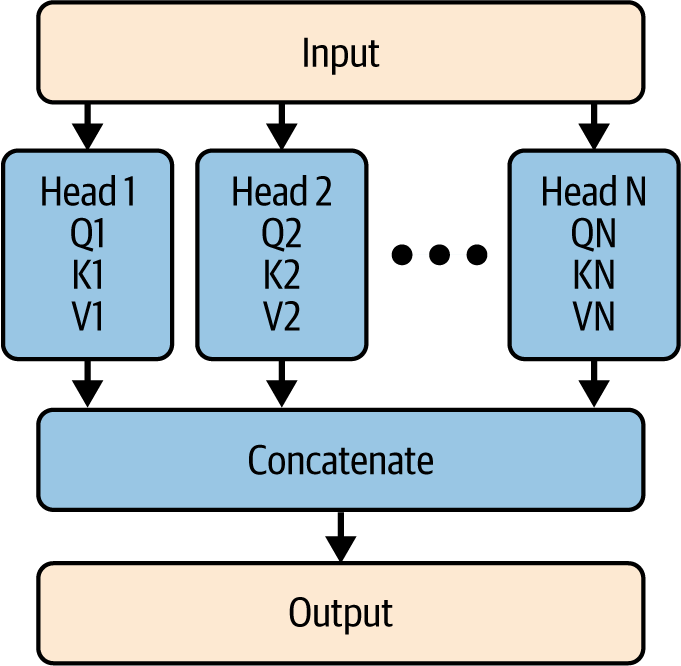 Input
Head 1
Q1
K1
V1
Head 2
Q2
K2
V2
Head N
QN
KN
VN
Concatenate
Output